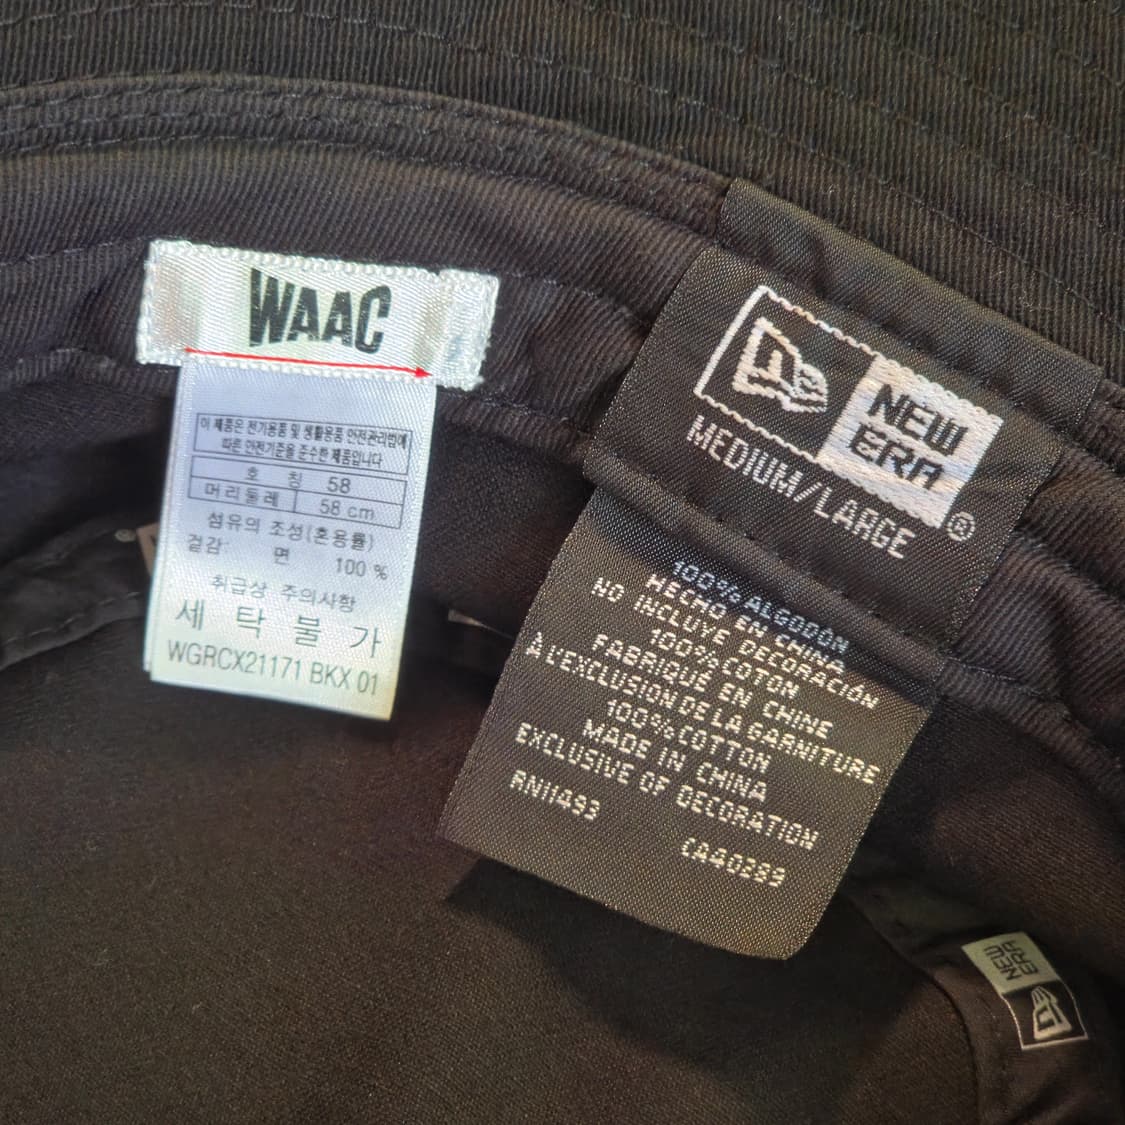 WAAC
이 제품은 전기용품 및 생활용품 안전관리법에
따른 안전기준을 준수한 제품입니다
호 칭 58
머리둘레 58 cm
섬유의 조성(혼용률)
겉감: 면 100 %
취급상 주의사항
세 탁 불 가
WGRCX21171 BKX 01
NEW
ERA
®
MEDIUM/LARGE
100% ALGODÓN
HECHO EN CHINA
NO INCLUYE DECORACIÓN
100% COTON
FABRIQUÉ EN CHINE
À L'EXCLUSION DE LA GARNITURE
100% COTTON
MADE IN CHINA
EXCLUSIVE OF DECORATION
RN11493
CA40289
NEW
ERA